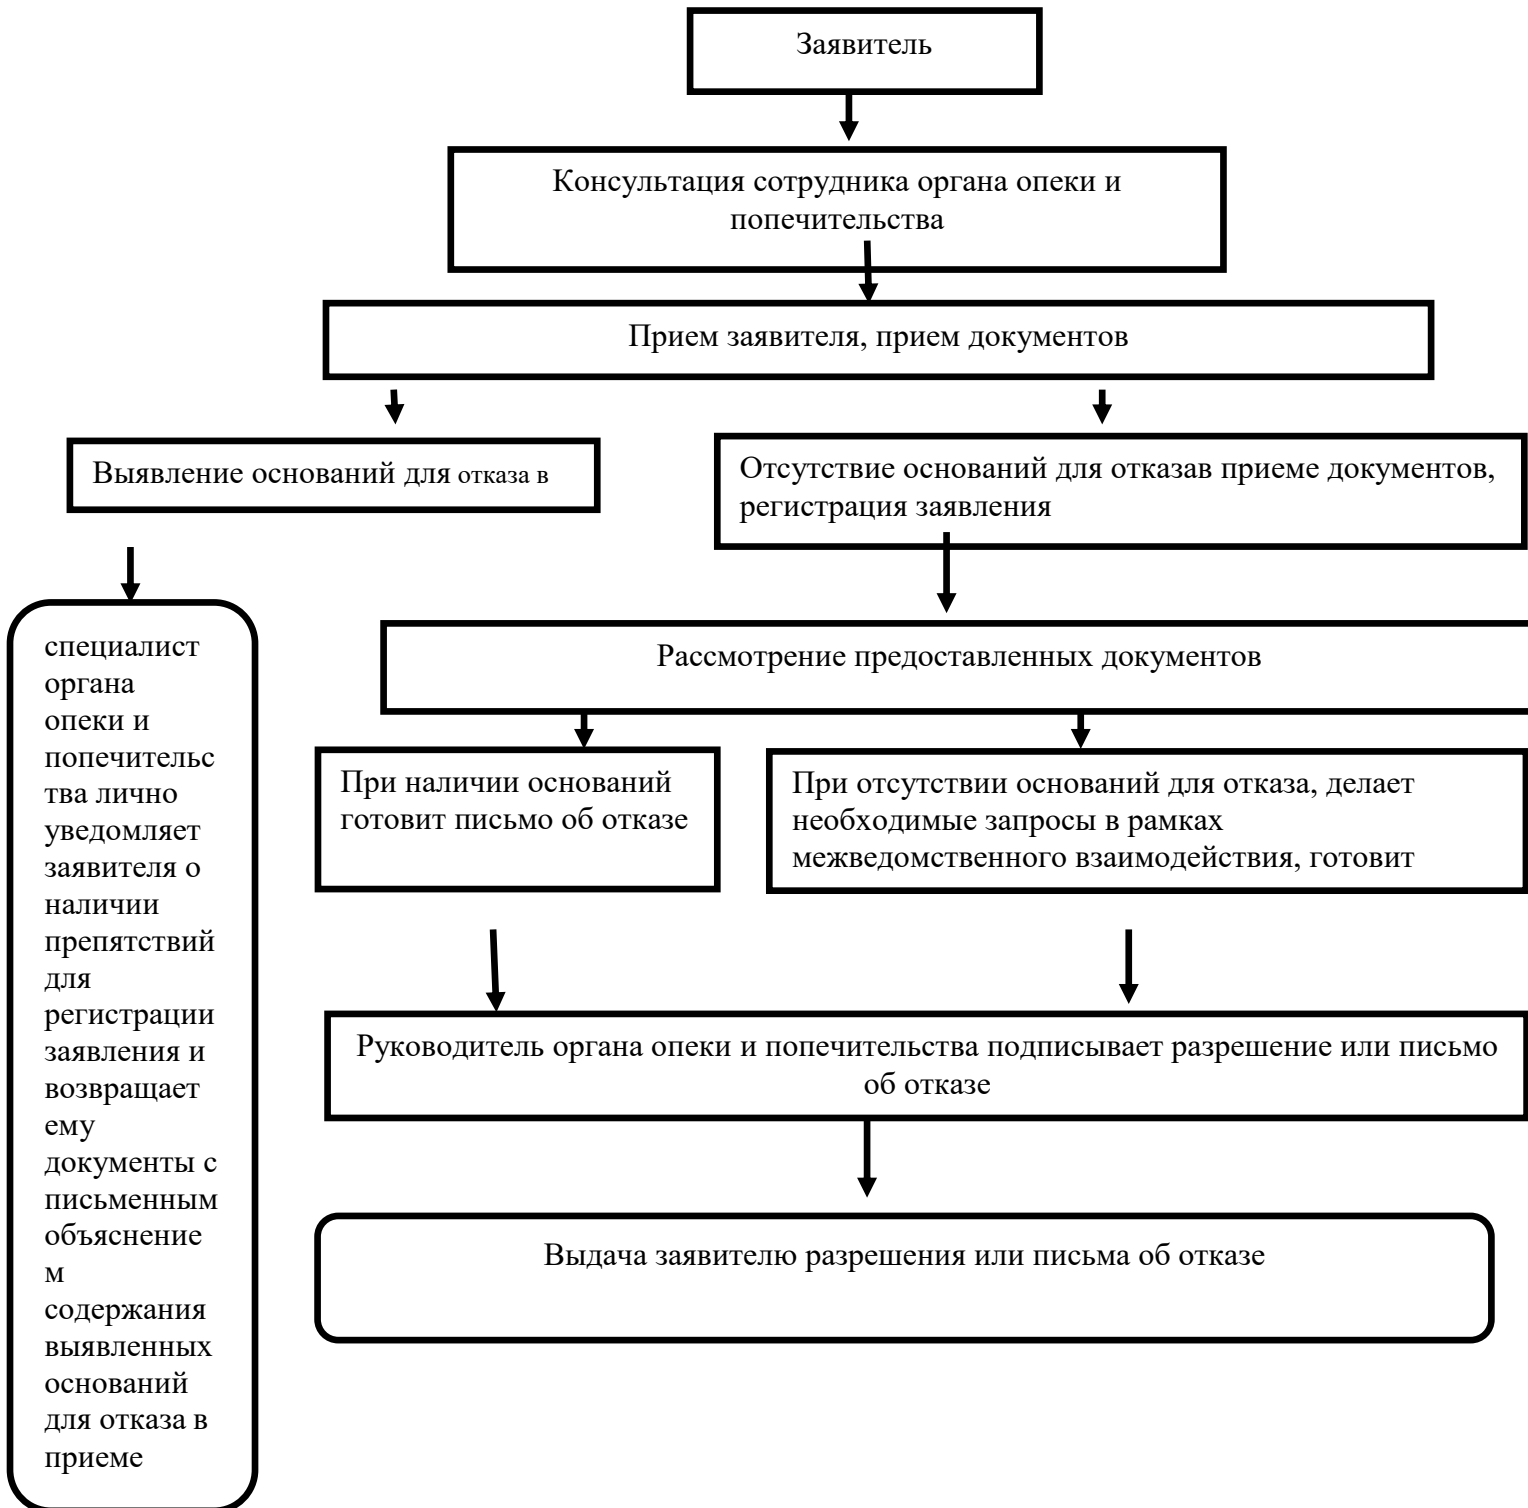 Заявитель
Консультация сотрудника органа опеки и
попечительства
Прием заявителя, прием документов
Выявление оснований для отказа в
Отсутствие оснований для отказав приеме документов,
регистрация заявления
специалист
органа
опеки и
попечительс
тва лично
уведомляет
заявителя о
наличии
препятствий
для
регистрации
заявления и
возвращает
ему
документы с
письменным
объяснение
м
содержания
выявленных
оснований
для отказа в
приеме
Рассмотрение предоставленных документов
При наличии оснований
готовит письмо об отказе
При отсутствии оснований для отказа, делает
необходимые запросы в рамках
межведомственного взаимодействия, готовит
Руководитель органа опеки и попечительства подписывает разрешение или письмо
об отказе
Выдача заявителю разрешения или письма об отказе